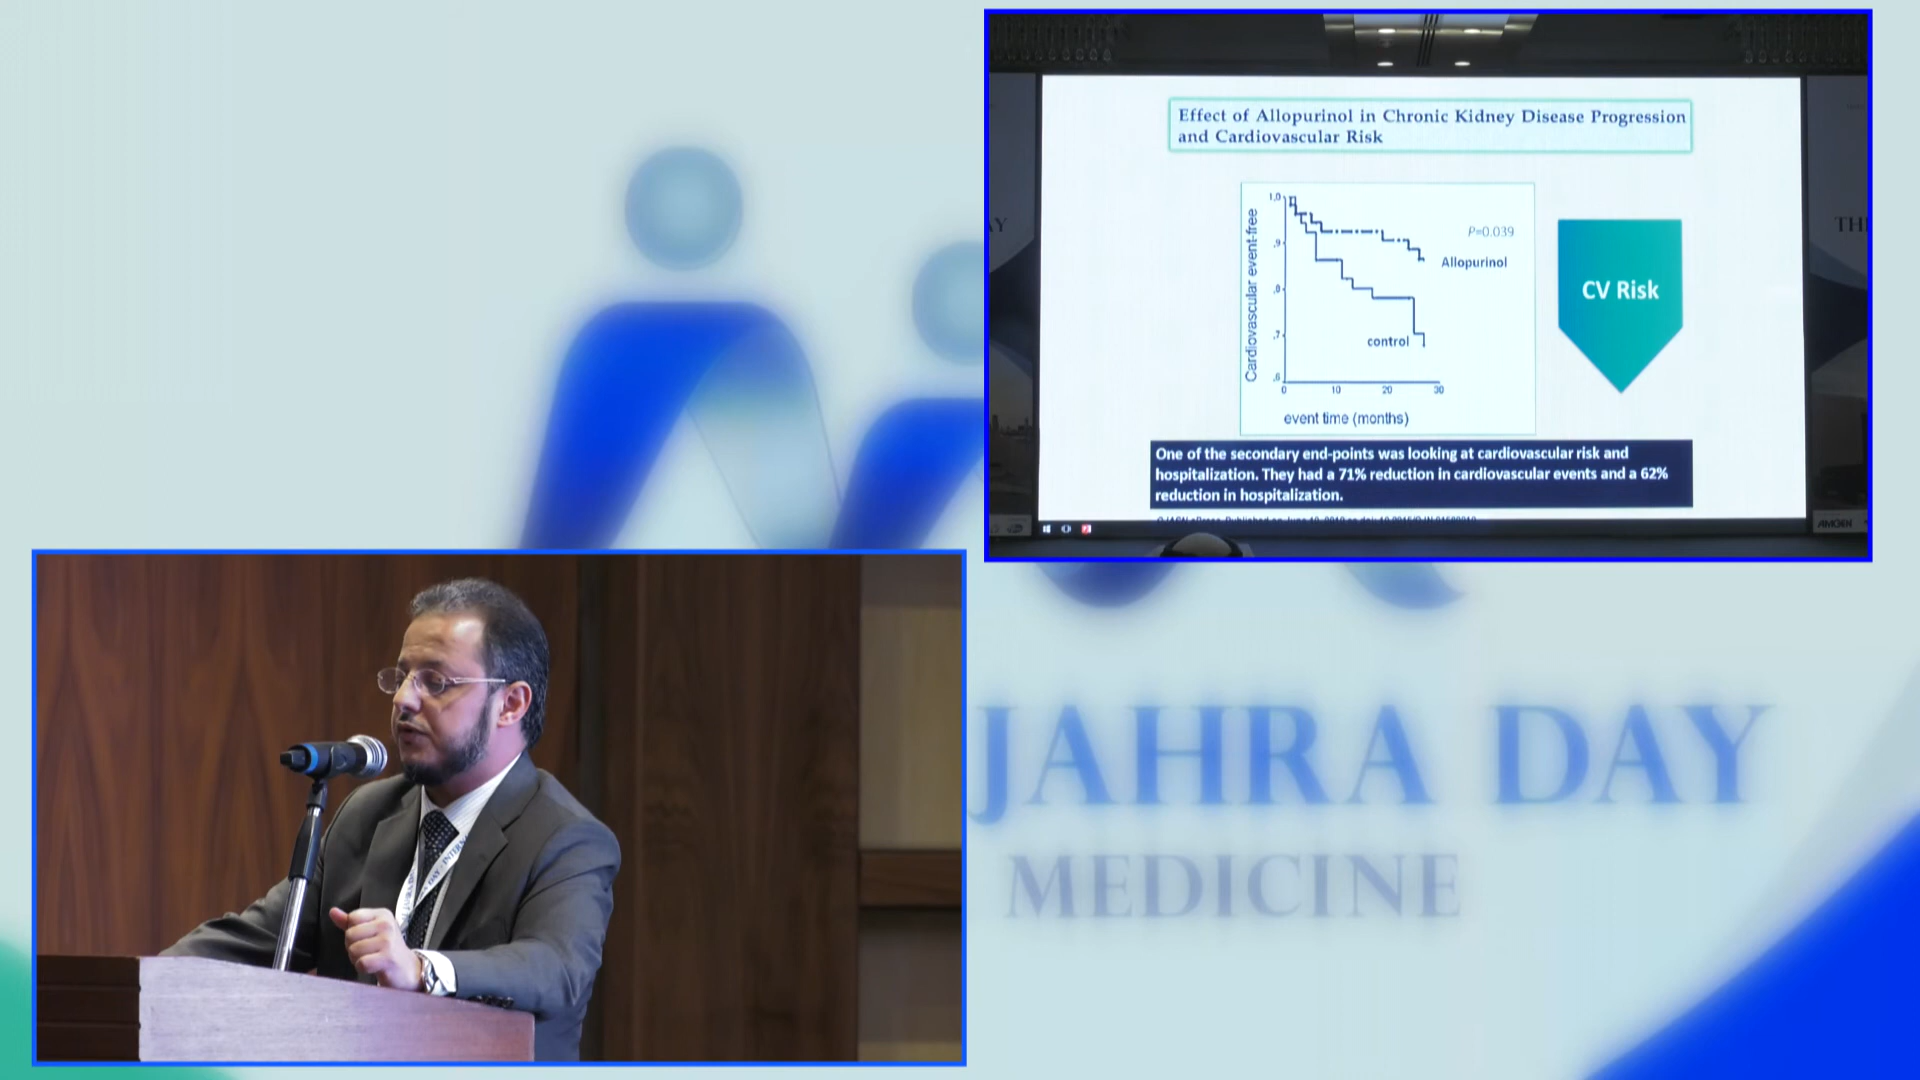 Effect of Allopurinol in Chronic Kidney Disease Progression
and Cardiovascular Risk
Cardiovascular event-free
1,0
,9
,7
,6
P=0.039
Allopurinol
control
0
10
20
30
event time (months)
CV Risk
One of the secondary end-points was looking at cardiovascular risk and
hospitalization. They had a 71% reduction in cardiovascular events and a 62%
reduction in hospitalization.
AY
TH
AMGEN
JAHRA DAY
MEDICINE